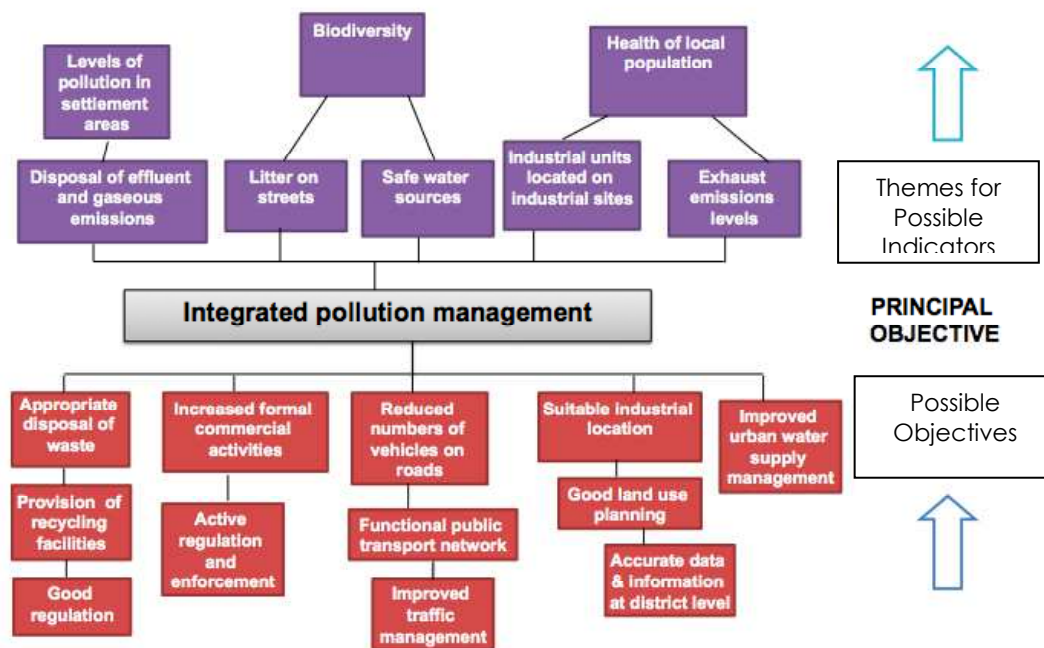 Biodiversity
Health of local
population
Levels of
pollution in
settlement
areas
Disposal of effluent
and gaseous
emissions
Litter on
streets
Safe water
sources
Industrial units
located on
industrial sites
Exhaust
emissions
levels
Themes for
Possible
Indicators
Integrated pollution management
PRINCIPAL
OBJECTIVE
Appropriate
disposal of
waste
Increased formal
commercial
activities
Reduced
numbers of
vehicles on
roads
Suitable industrial
location
Improved
urban water
supply
management
Possible
Objectives
Provision of
recycling
facilities
Active
regulation
and
enforcement
Functional public
transport network
Good land use
planning
Good
regulation
Improved
traffic
management
Accurate data
& information
at district level